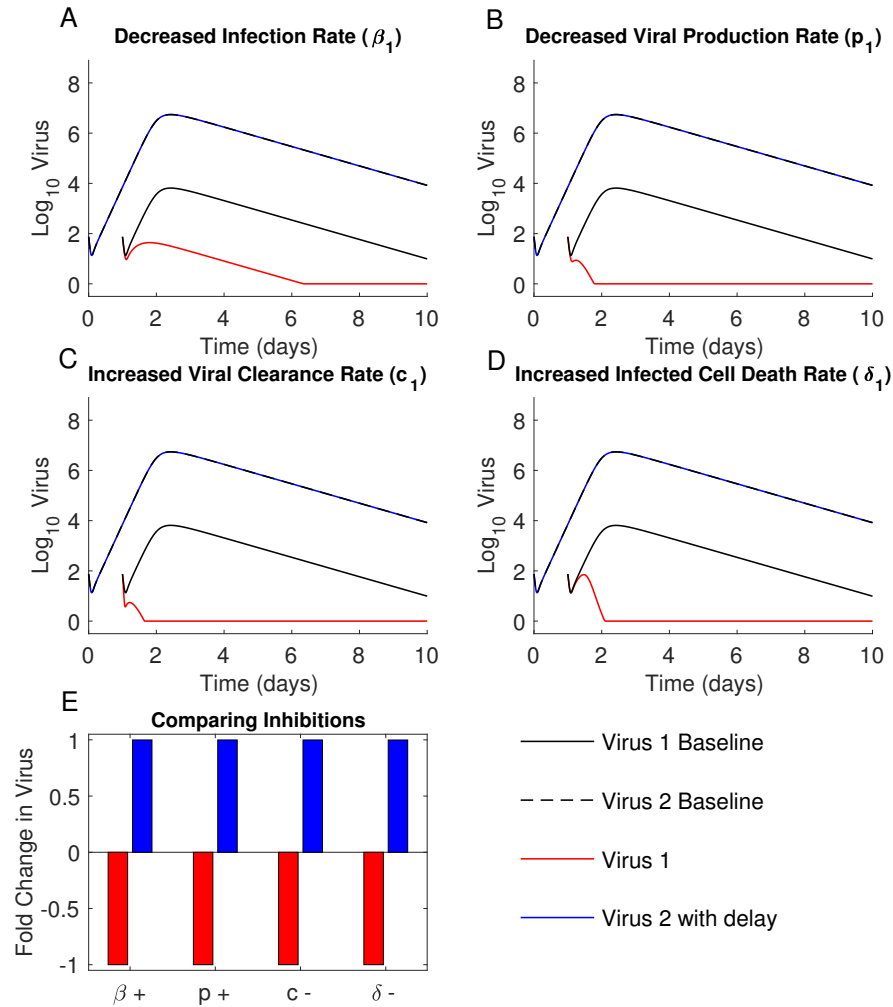 A
Decreased Infection Rate (β₁)
8
6
4
2
0
Log₁₀ Virus
0 2 4 6 8 10
Time (days)
B
Decreased Viral Production Rate (p₁)
8
6
4
2
0
Log₁₀ Virus
0 2 4 6 8 10
Time (days)
C
Increased Viral Clearance Rate (c₁)
8
6
4
2
0
Log₁₀ Virus
0 2 4 6 8 10
Time (days)
D
Increased Infected Cell Death Rate (δ₁)
8
6
4
2
0
Log₁₀ Virus
0 2 4 6 8 10
Time (days)
E
Comparing Inhibitions
1
0.5
0
-0.5
-1
Fold Change in Virus
β + p + c - δ -
Virus 1 Baseline
Virus 2 Baseline
Virus 1
Virus 2 with delay